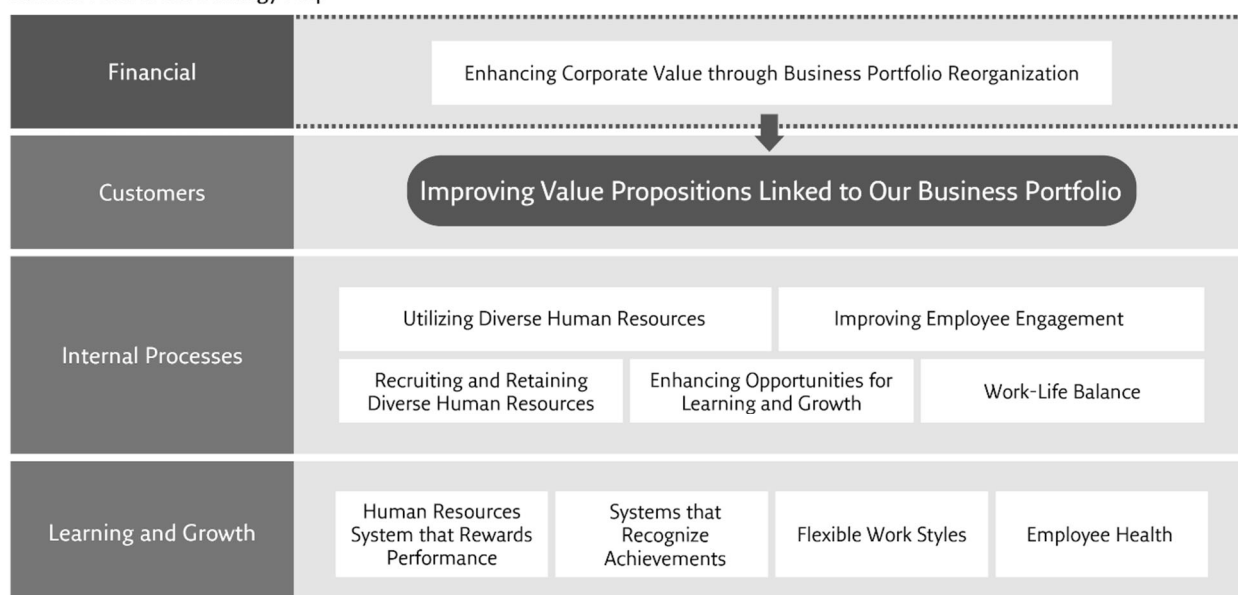 Financial
Enhancing Corporate Value through Business Portfolio Reorganization
Customers
Improving Value Propositions Linked to Our Business Portfolio
Internal Processes
Utilizing Diverse Human Resources
Improving Employee Engagement
Recruiting and Retaining
Diverse Human Resources
Enhancing Opportunities for
Learning and Growth
Work-Life Balance
Learning and Growth
Human Resources
System that Rewards
Performance
Systems that
Recognize
Achievements
Flexible Work Styles
Employee Health